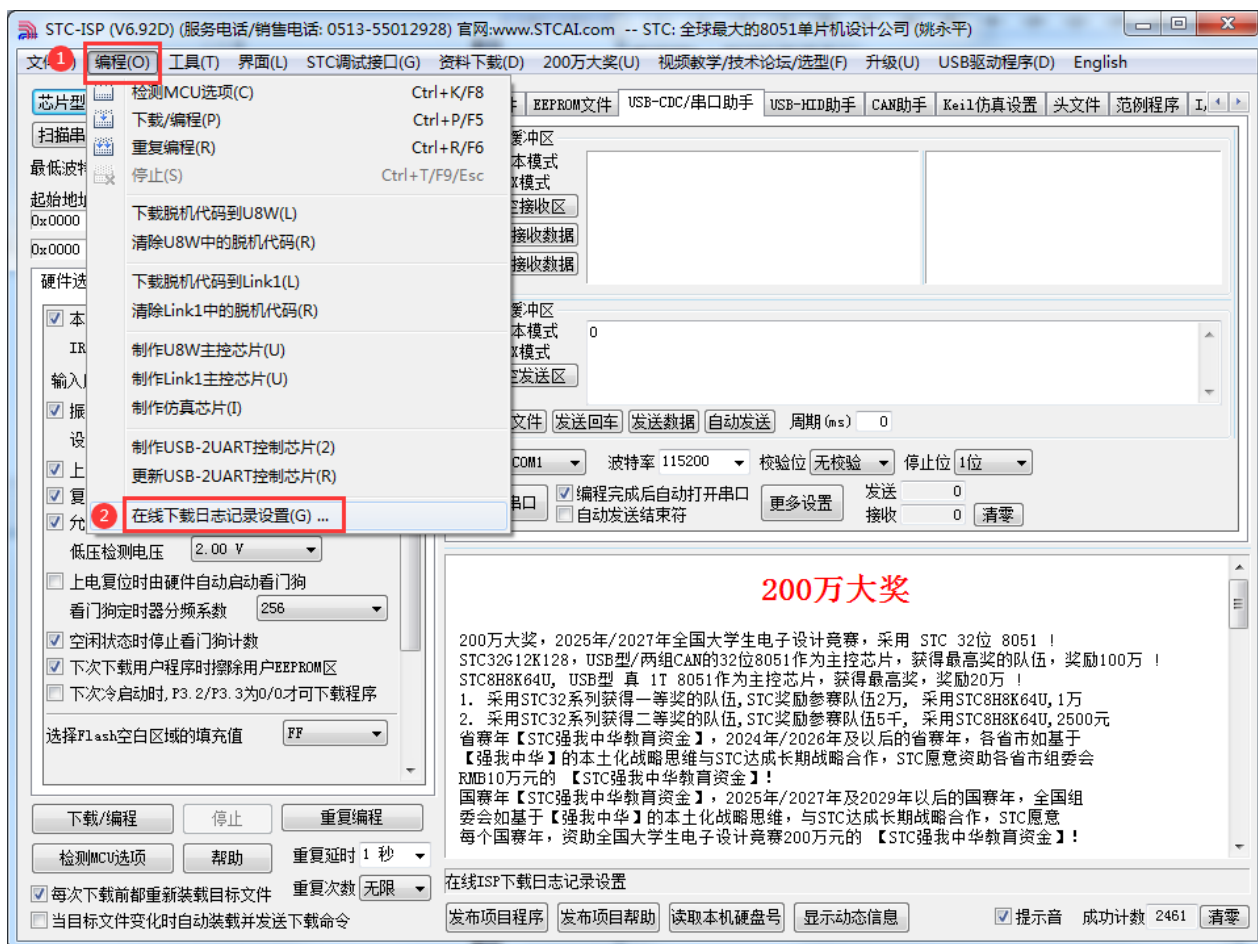 STC-ISP (V6.92D) (服务电话/销售电话: 0513-55012928) 官网:www.STCAI.com -- STC: 全球最大的8051单片机设计公司 (姚永平)
1
编程(O) 工具(T) 界面(L) STC调试接口(G) 资料下载(D) 200万大奖(U) 视频教学/技术论坛/选型(F) 升级(U) USB驱动程序(D) English
芯片型
检测MCU选项(C) Ctrl+K/F8
下载/编程(P) Ctrl+P/F5
重复编程(R) Ctrl+R/F6
停止(S) Ctrl+T/F9/Esc
下载脱机代码到U8W(L)
清除U8W中的脱机代码(R)
下载脱机代码到Link1(L)
清除Link1中的脱机代码(R)
制作U8W主控芯片(U)
制作Link1主控芯片(U)
制作仿真芯片(I)
制作USB-2UART控制芯片(2)
更新USB-2UART控制芯片(R)
2
在线下载日志记录设置(G) ...
EEPROM文件 USB-CDC/串口助手 USB-HID助手 CAN助手 Keil仿真设置 头文件 范例程序 I/
扫描串
最低波特
起始地址
0x0000
0x0000
硬件选
本
IR
输入
振
设
上
复
允
缓冲区
本模式
X模式
接收区
接收数据
接收数据
缓冲区
本模式
0
X模式
发送区
文件 发送回车 发送数据 自动发送 周期(ms) 0
COM1 波特率 115200 校验位 无校验 停止位 1位
串口 编程完成后自动打开串口 更多设置 发送 0
自动发送结束符 接收 0 清零
低压检测电压 2.00 V
上电复位时由硬件自动启动看门狗
看门狗定时器分频系数 256
空闲状态时停止看门狗计数
下次下载用户程序时擦除用户EEPROM区
下次冷启动时, P3.2/P3.3为0/0才可下载程序
选择Flash空白区域的填充值 FF
下载/编程 停止 重复编程
检测MCU选项 帮助 重复延时 1 秒
每次下载前都重新装载目标文件 重复次数 无限
当目标文件变化时自动装载并发送下载命令
200万大奖
200万大奖，2025年/2027年全国大学生电子设计竞赛，采用 STC 32位 8051 !
STC32G12K128，USB型/两组CAN的32位8051作为主控芯片，获得最高奖的队伍，奖励100万 !
STC8H8K64U, USB型 真 1T 8051作为主控芯片，获得最高奖，奖励20万 !
1. 采用STC32系列获得一等奖的队伍,STC奖励参赛队伍2万, 采用STC8H8K64U,1万
2. 采用STC32系列获得二等奖的队伍,STC奖励参赛队伍5千, 采用STC8H8K64U,2500元
省赛年【STC强我中华教育资金】，2024年/2026年及以后的省赛年，各省市如基于
【强我中华】的本土化战略思维与STC达成长期战略合作，STC愿意资助各省市组委会
RMB10万元的 【STC强我中华教育资金】!
国赛年【STC强我中华教育资金】，2025年/2027年及2029年以后的国赛年，全国组
委会如基于【强我中华】的本土化战略思维，与STC达成长期战略合作，STC愿意
每个国赛年，资助全国大学生电子设计竞赛200万元的 【STC强我中华教育资金】!
在线ISP下载日志记录设置
发布项目程序 发布项目帮助 读取本机硬盘号 显示动态信息 提示音 成功计数 2461 清零